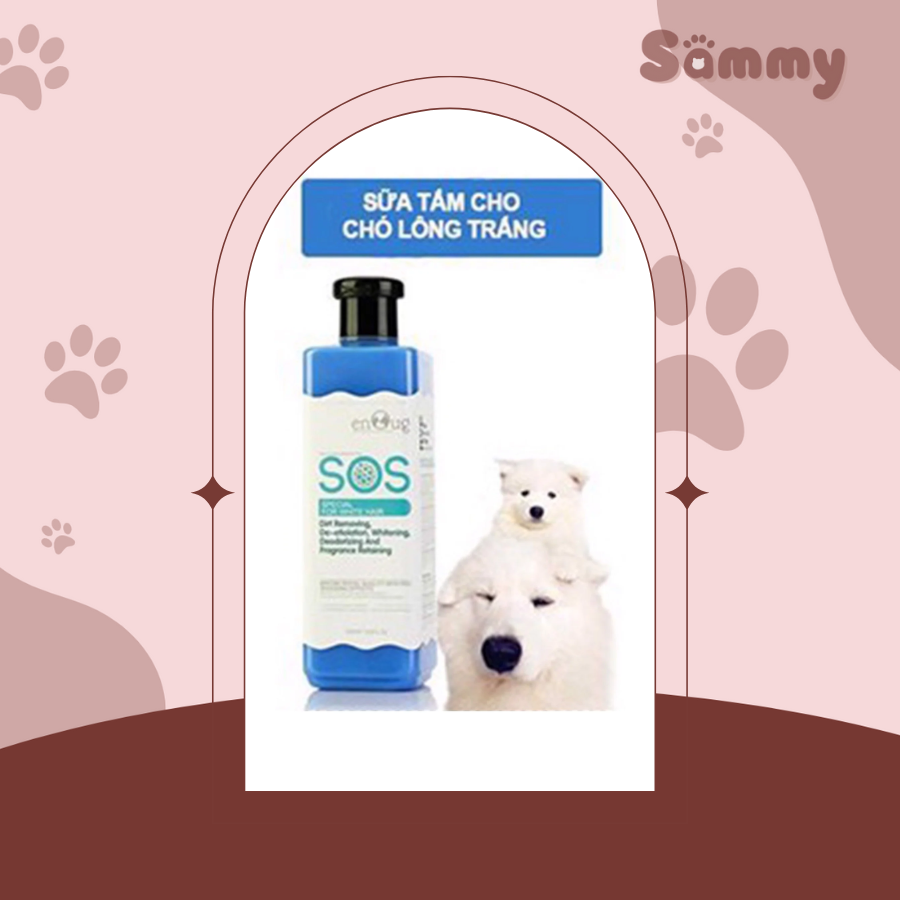 Sammy
SỮA TẮM CHO
CHÓ LÔNG TRẮNG
SOS
SPECIAL
FOR WHITE HAIR
Dirt Removing,
De-efolation, Whitening,
Deodorizing And
Fragrance Retaining